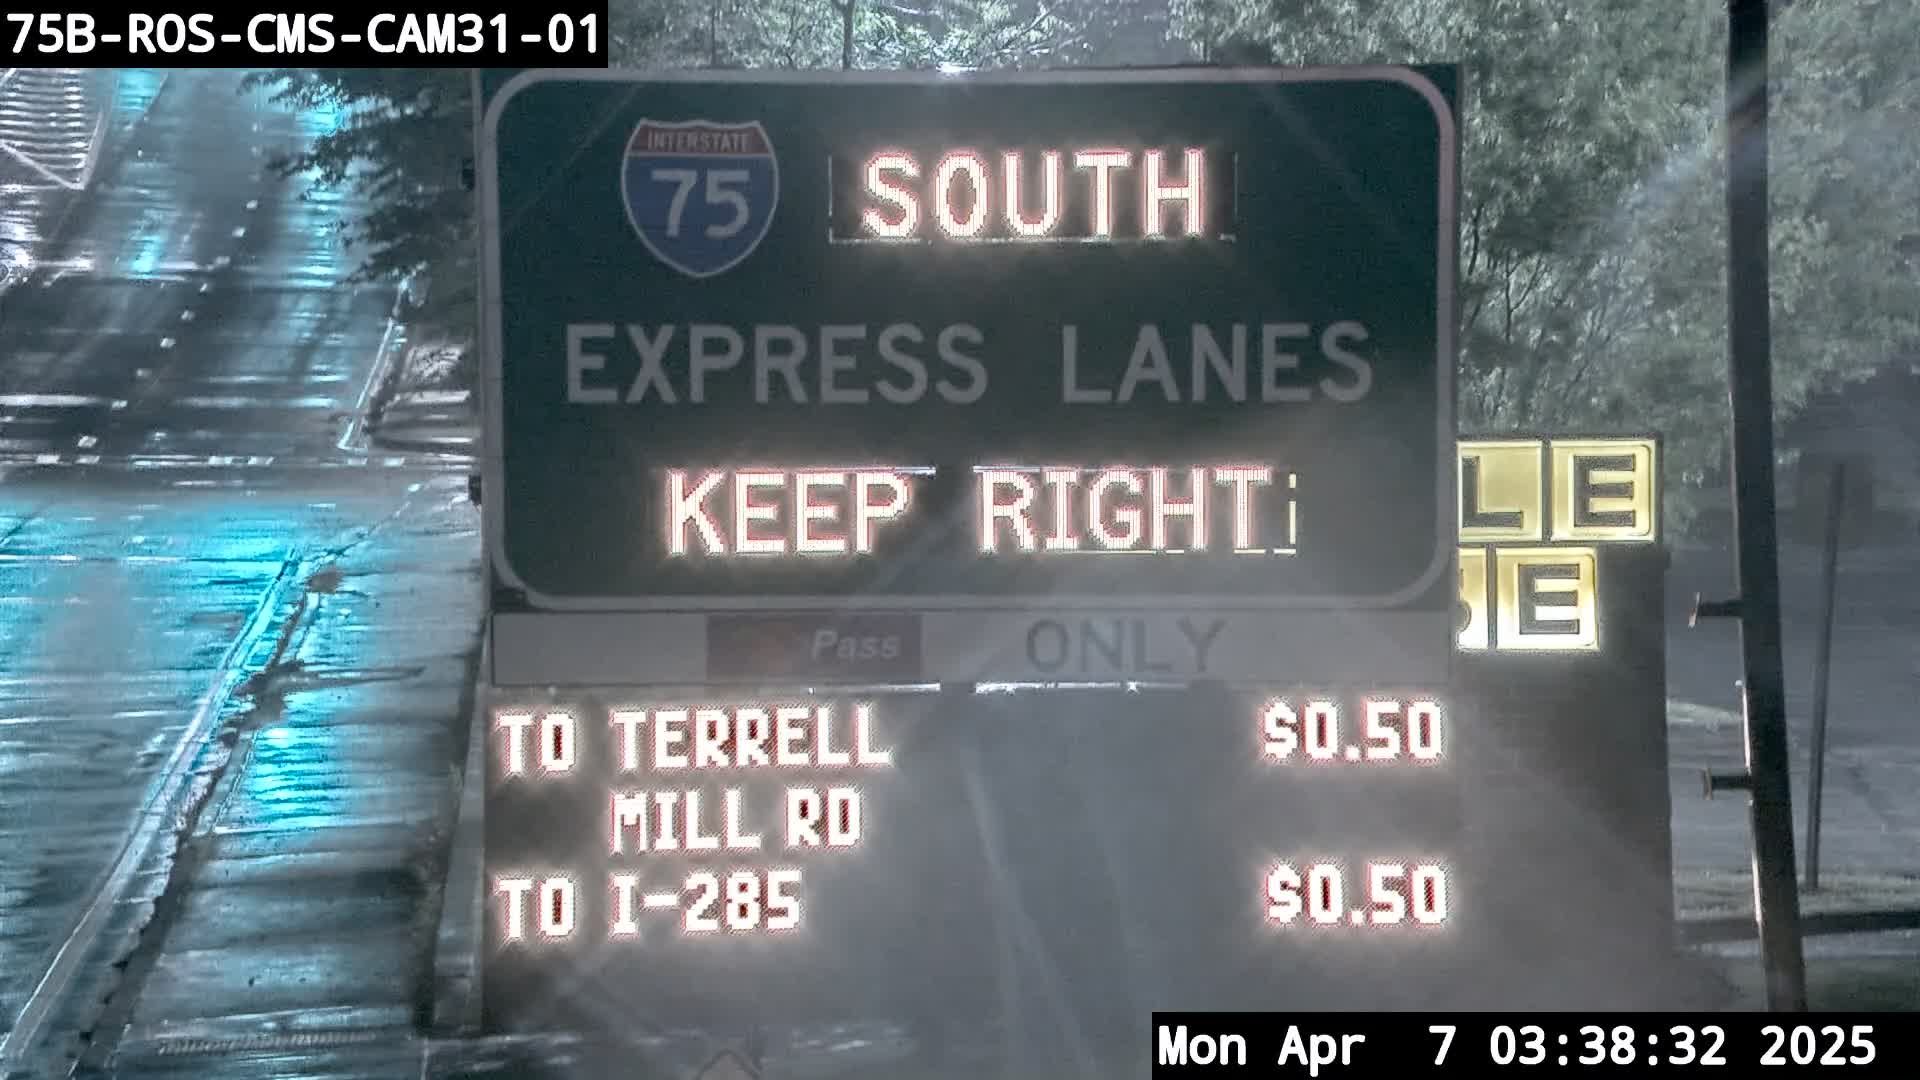 75B-ROS-CMS-CAM31-01
INTERSTATE
75
SOUTH
EXPRESS LANES
KEEP RIGHT
Pass ONLY
TO TERRELL $0.50
MILL RD
TO I-285 $0.50
LE
E
Mon Apr 7 03:38:32 2025